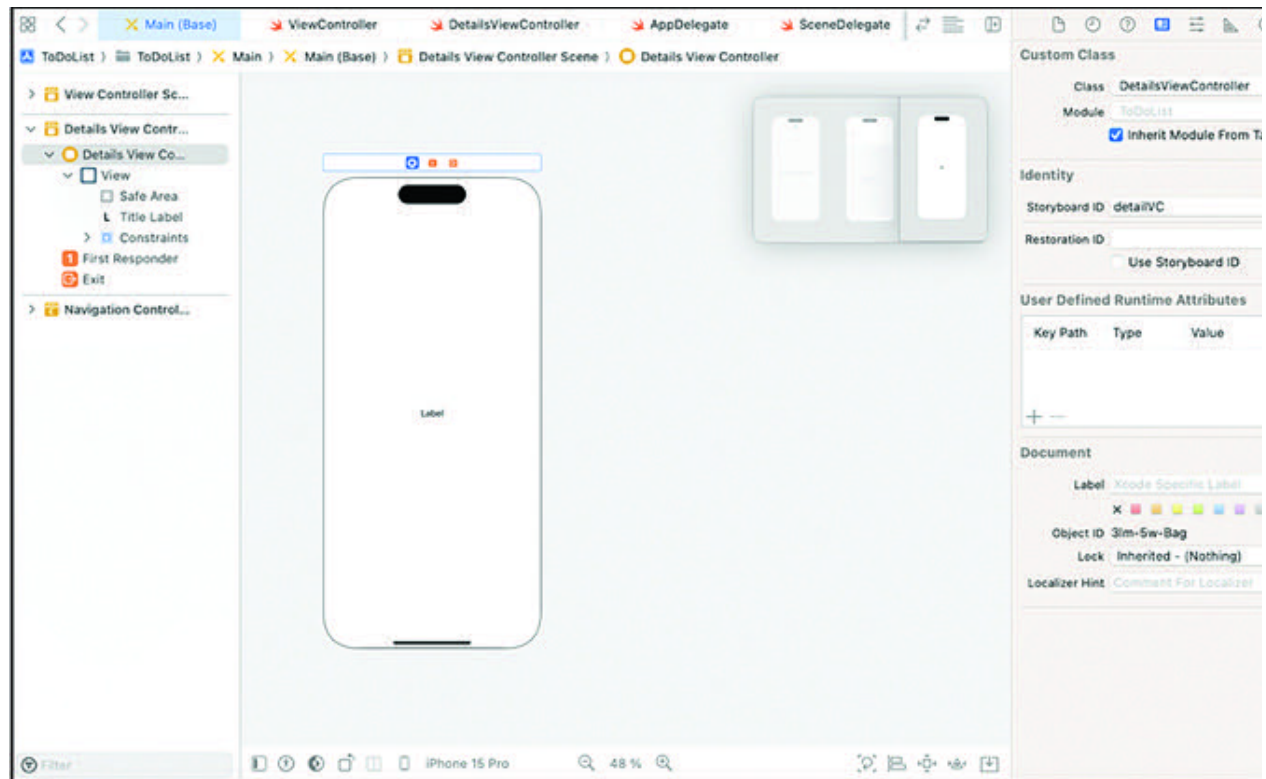 Main (Base)
ViewController
DetailsViewController
AppDelegate
SceneDelegate
ToDoList
ToDoList
Main
Main (Base)
Details View Controller Scene
Details View Controller
View Controller Sc...
Details View Contr...
Details View Co...
View
Safe Area
L Title Label
Constraints
1 First Responder
Exit
Navigation Control...
Filter
Label
iPhone 15 Pro
48 %
Custom Class
Class DetailsViewController
Module ToDoList
Inherit Module From Ta
Identity
Storyboard ID detailVC
Restoration ID
Use Storyboard ID
User Defined Runtime Attributes
Key Path Type Value
Document
Label Xcode Specific Label
Object ID 3lm-5w-Bag
Lock Inherited - (Nothing)
Localizer Hint Comment For Localizer